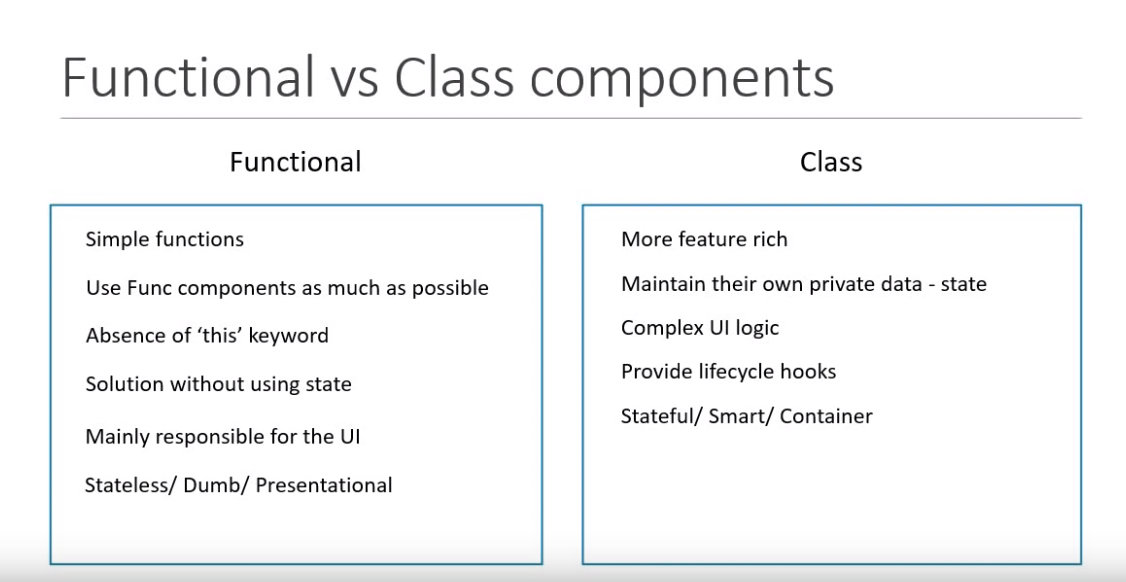 Functional vs Class components
Functional
Simple functions
Use Func components as much as possible
Absence of ‘this’ keyword
Solution without using state
Mainly responsible for the UI
Stateless/ Dumb/ Presentational
Class
More feature rich
Maintain their own private data - state
Complex UI logic
Provide lifecycle hooks
Stateful/ Smart/ Container